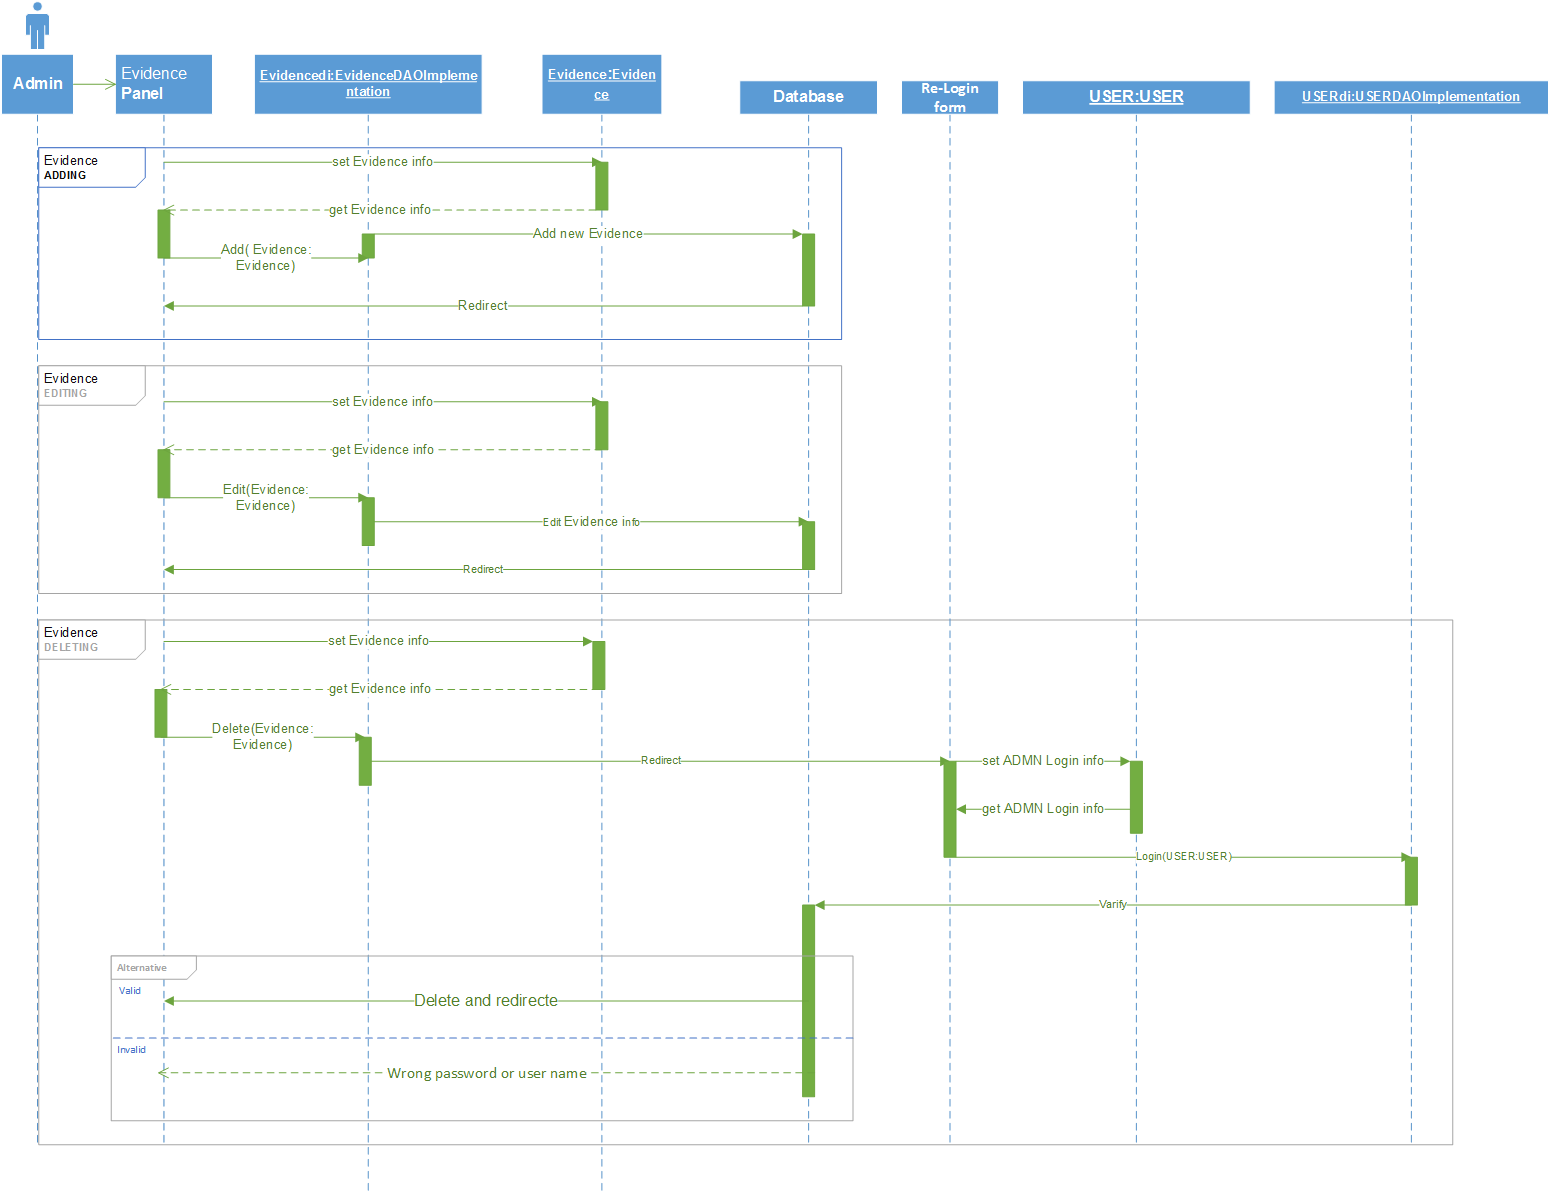 Admin
Evidence
Panel
Evidencedi:EvidenceDAOImpleme
ntation
Evidence:Eviden
ce
Database
Re-Login
form
USER:USER
USERdi:USERDAOImplementation
Evidence
ADDING
set Evidence info
get Evidence info
Add new Evidence
Add( Evidence:
Evidence)
Redirect
Evidence
EDITING
set Evidence info
get Evidence info
Edit(Evidence:
Evidence)
Edit Evidence info
Redirect
Evidence
DELETING
set Evidence info
get Evidence info
Delete(Evidence:
Evidence)
Redirect
set ADMN Login info
get ADMN Login info
Login(USER:USER)
Varify
Alternative
Valid
Delete and redirecte
Invalid
Wrong password or user name